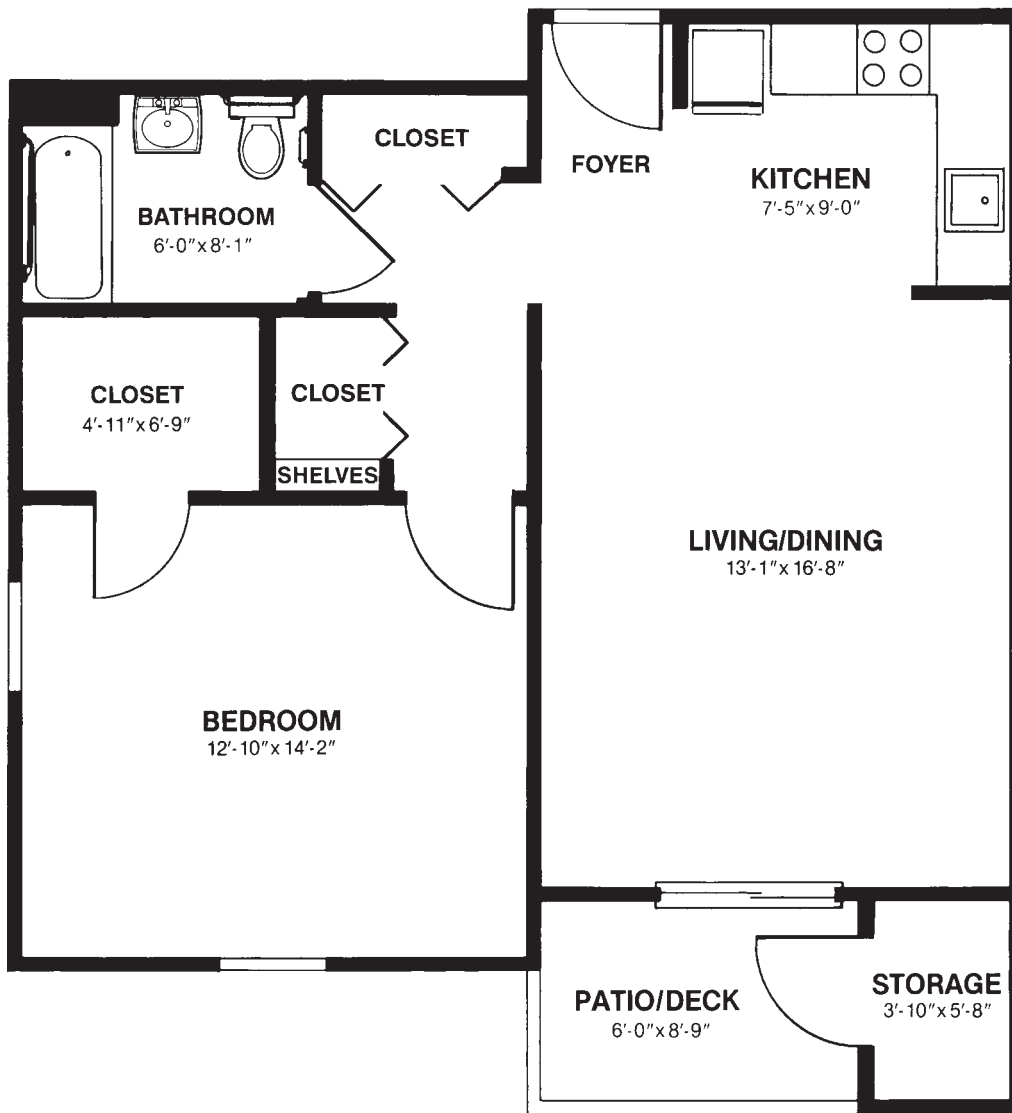 CLOSET
FOYER
KITCHEN
7'-5" x 9'-0"
BATHROOM
6'-0" x 8'-1"
CLOSET
4'-11" x 6'-9"
CLOSET
SHELVES
LIVING/DINING
13'-1" x 16'-8"
BEDROOM
12'-10" x 14'-2"
PATIO/DECK
6'-0" x 8'-9"
STORAGE
3'-10" x 5'-8"